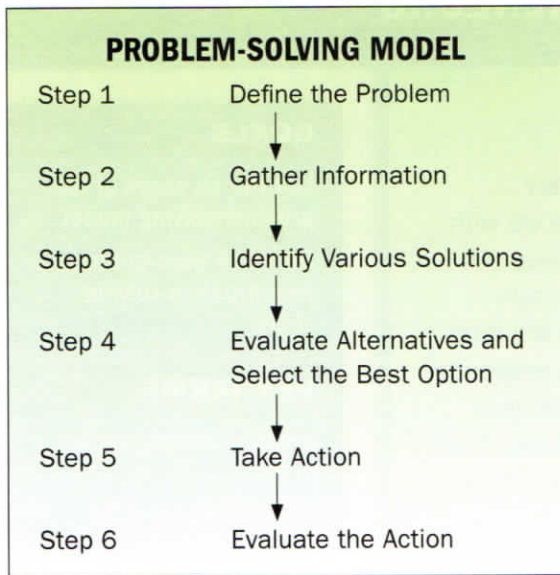 PROBLEM-SOLVING MODEL
Step 1 Define the Problem
Step 2 Gather Information
Step 3 Identify Various Solutions
Step 4 Evaluate Alternatives and
Select the Best Option
Step 5 Take Action
Step 6 Evaluate the Action